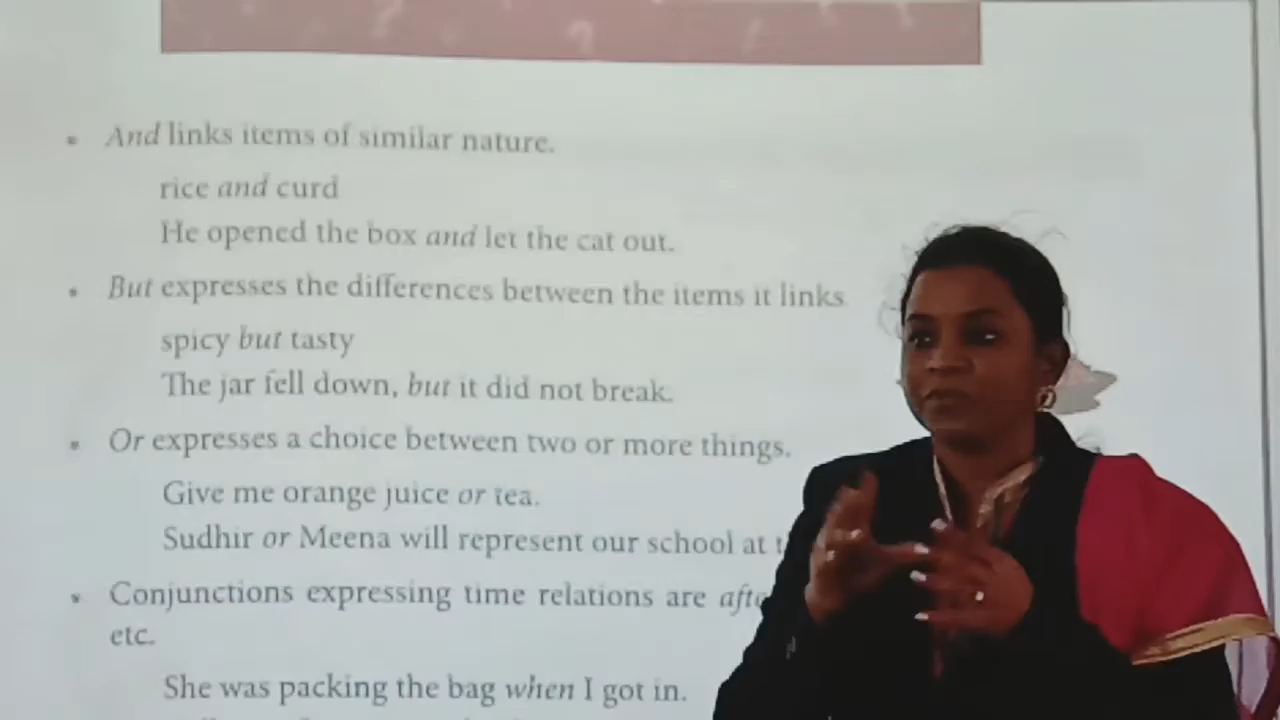 And links items of similar nature.
rice and curd
He opened the box and let the cat out.
But expresses the differences between the items it links
spicy but tasty
The jar fell down, but it did not break.
Or expresses a choice between two or more things.
Give me orange juice or tea.
Sudhir or Meena will represent our school at
Conjunctions expressing time relations are
etc.
She was packing the bag when I got in.